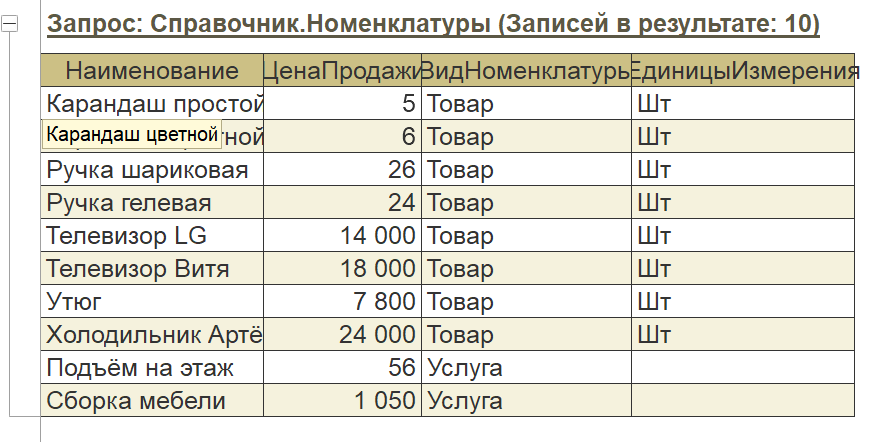 Запрос: Справочник.Номенклатуры (Записей в результате: 10)
Наименование ЦенаПродажи ВидНоменклатуры ЕдиницыИзмерения
Карандаш простой 5 Товар Шт
Карандаш цветной 6 Товар Шт
Ручка шариковая 26 Товар Шт
Ручка гелевая 24 Товар Шт
Телевизор LG 14 000 Товар Шт
Телевизор Витя 18 000 Товар Шт
Утюг 7 800 Товар Шт
Холодильник Артё 24 000 Товар Шт
Подъём на этаж 56 Услуга
Сборка мебели 1 050 Услуга